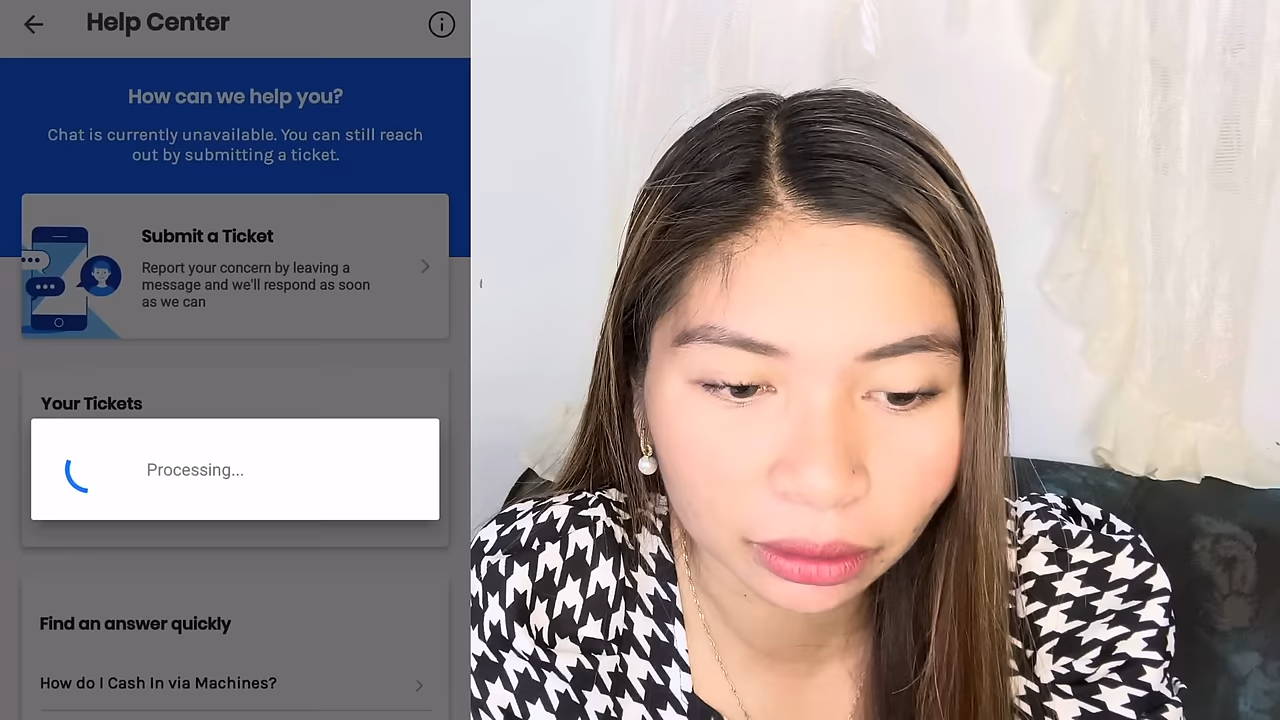 Help Center
How can we help you?
Chat is currently unavailable. You can still reach
out by submitting a ticket.
Submit a Ticket
Report your concern by leaving a
message and we'll respond as soon
as we can
Your Tickets
Processing...
Find an answer quickly
How do I Cash In via Machines?